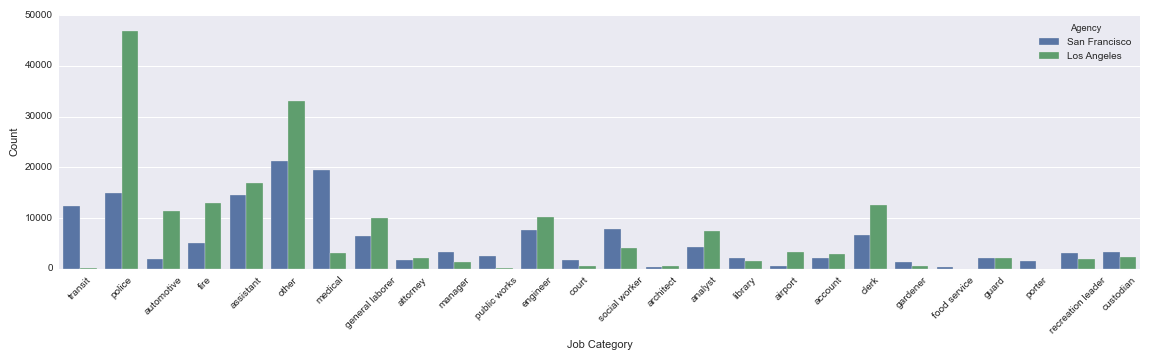 50000
40000
30000
20000
10000
0
Count
Agency
San Francisco
Los Angeles
transit
police
automotive
fire
assistant
other
medical
general laborer
attorney
manager
public works
engineer
court
social worker
architect
analyst
library
airport
account
clerk
gardener
food service
guard
porter
recreation leader
custodian
Job Category